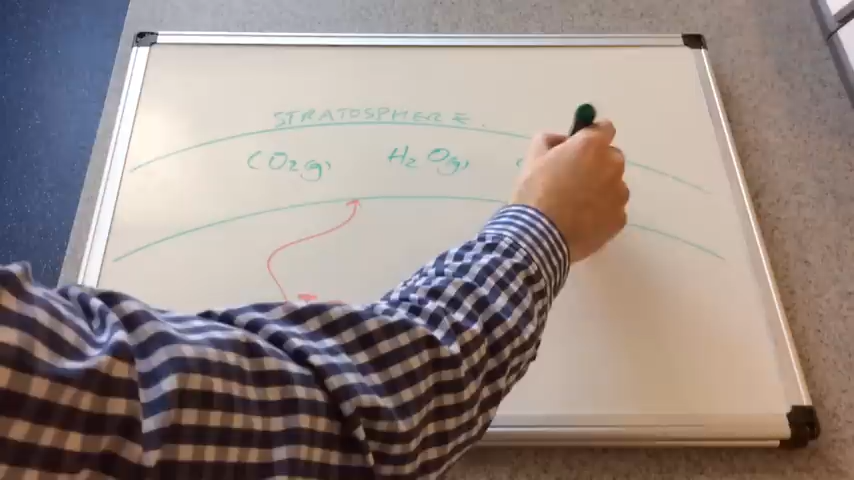 STRATOSPHERE.
CO2(g), H2O(g),